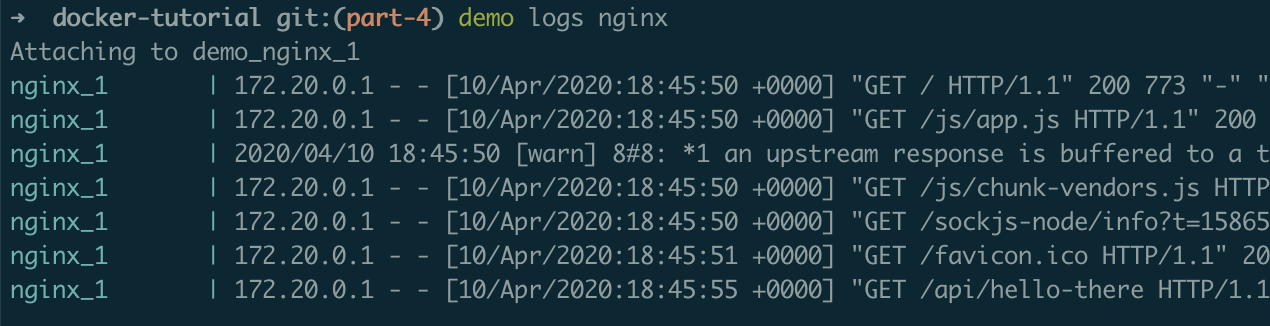 → docker-tutorial git:(part-4) demo logs nginx
Attaching to demo_nginx_1
nginx_1       | 172.20.0.1 - - [10/Apr/2020:18:45:50 +0000] "GET / HTTP/1.1" 200 773 "-" "
nginx_1       | 172.20.0.1 - - [10/Apr/2020:18:45:50 +0000] "GET /js/app.js HTTP/1.1" 200
nginx_1       | 2020/04/10 18:45:50 [warn] 8#8: *1 an upstream response is buffered to a t
nginx_1       | 172.20.0.1 - - [10/Apr/2020:18:45:50 +0000] "GET /js/chunk-vendors.js HTTP
nginx_1       | 172.20.0.1 - - [10/Apr/2020:18:45:50 +0000] "GET /sockjs-node/info?t=15865
nginx_1       | 172.20.0.1 - - [10/Apr/2020:18:45:51 +0000] "GET /favicon.ico HTTP/1.1" 20
nginx_1       | 172.20.0.1 - - [10/Apr/2020:18:45:55 +0000] "GET /api/hello-there HTTP/1.1